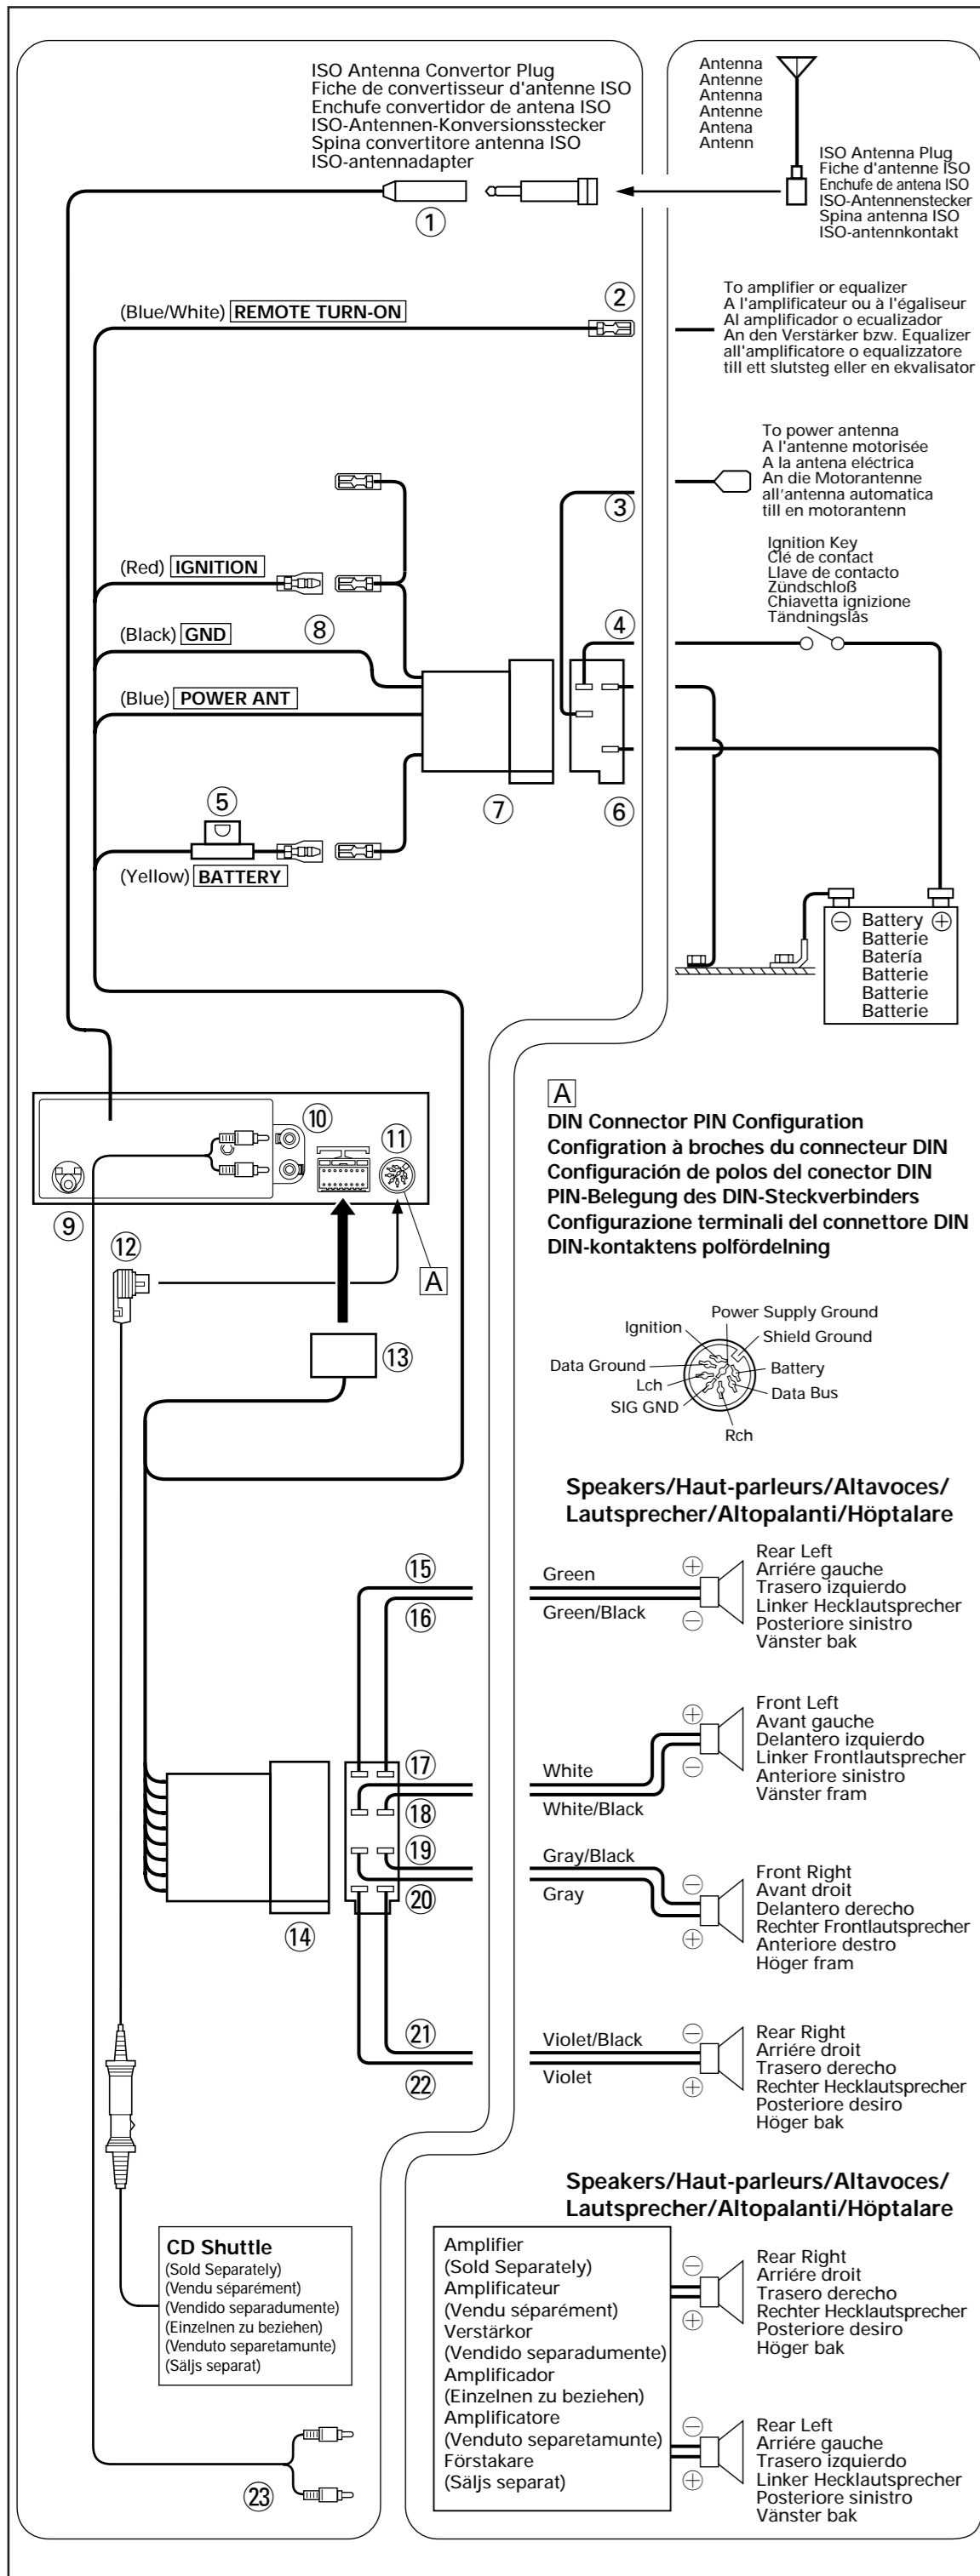 ISO Antenna Convertor Plug
Fiche de convertisseur d'antenne ISO
Enchufe convertidor de antena ISO
ISO-Antennen-Konversionsstecker
Spina convertitore antenna ISO
ISO-antennadapter
Antenna
Antenne
Antenna
Antenne
Antena
Antenn
ISO Antenna Plug
Fiche d'antenne ISO
Enchufe de antena ISO
ISO-Antennenstecker
Spina antenna ISO
ISO-antennkontakt
①
(Blue/White) REMOTE TURN-ON
②
To amplifier or equalizer
A l'amplificateur ou à l'égaliseur
Al amplificador o ecualizador
An den Verstärker bzw. Equalizer
all'amplificatore o equalizzatore
till ett slutsteg eller en ekvalisator
To power antenna
A l'antenne motorisée
A la antena eléctrica
An die Motorantenne
all'antenna automatica
till en motorantenn
③
Ignition Key
Clé de contact
Llave de contacto
Zündschloß
Chiavetta ignizione
Tändningslås
(Red) IGNITION
④
⑧
(Black) GND
(Blue) POWER ANT
⑤
⑦
⑥
(Yellow) BATTERY
⊖ Battery ⊕
Batterie
Batería
Batterie
Batterie
Batterie
A
DIN Connector PIN Configuration
Configration à broches du connecteur DIN
Configuración de polos del conector DIN
PIN-Belegung des DIN-Steckverbinders
Configurazione terminali del connettore DIN
DIN-kontaktens polfördelning
⑩
⑪
⑨
⑫
A
⑬
Power Supply Ground
Ignition
Shield Ground
Data Ground
Battery
Lch
Data Bus
SIG GND
Rch
Speakers/Haut-parleurs/Altavoces/
Lautsprecher/Altopalanti/Höptalare
⑮
Green
⑯
Green/Black
⊕
⊖
Rear Left
Arriére gauche
Trasero izquierdo
Linker Hecklautsprecher
Posteriore sinistro
Vänster bak
⑰
White
⑱
White/Black
⊕
⊖
Front Left
Avant gauche
Delantero izquierdo
Linker Frontlautsprecher
Anteriore sinistro
Vänster fram
⑲
Gray/Black
⑳
Gray
⊖
⊕
Front Right
Avant droit
Delantero derecho
Rechter Frontlautsprecher
Anteriore destro
Höger fram
⑭
㉑
Violet/Black
㉒
Violet
⊖
⊕
Rear Right
Arriére droit
Trasero derecho
Rechter Hecklautsprecher
Posteriore desiro
Höger bak
CD Shuttle
(Sold Separately)
(Vendu séparément)
(Vendido separadumente)
(Einzelnen zu beziehen)
(Venduto separetamunte)
(Säljs separat)
㉓
Speakers/Haut-parleurs/Altavoces/
Lautsprecher/Altopalanti/Höptalare
Amplifier
(Sold Separately)
Amplificateur
(Vendu séparément)
Verstärkor
(Vendido separadumente)
Amplificador
(Einzelnen zu beziehen)
Amplificatore
(Venduto separetamunte)
Förstakare
(Säljs separat)
⊖
⊕
Rear Right
Arriére droit
Trasero derecho
Rechter Hecklautsprecher
Posteriore desiro
Höger bak
⊖
⊕
Rear Left
Arriére gauche
Trasero izquierdo
Linker Hecklautsprecher
Posteriore sinistro
Vänster bak